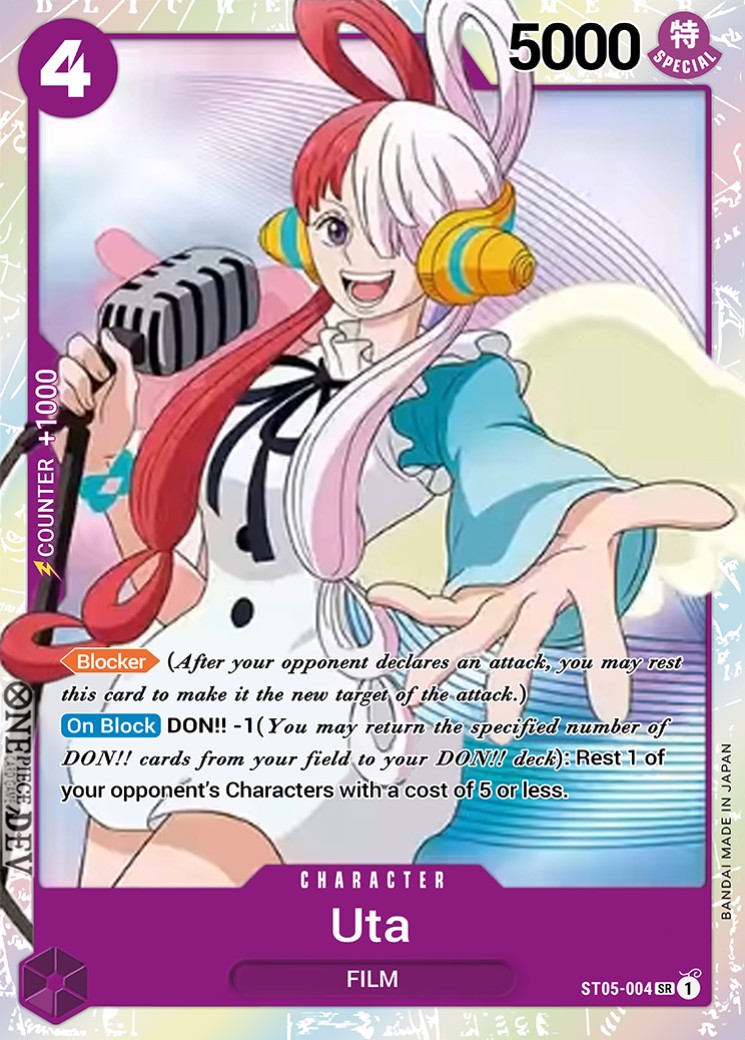 4
5000
特
SPECIAL
COUNTER +1000
Blocker (After your opponent declares an attack, you may rest
this card to make it the new target of the attack.)
On Block DON!! -1(You may return the specified number of
DON!! cards from your field to your DON!! deck): Rest 1 of
your opponent's Characters with a cost of 5 or less.
ONE PIECE
DEV
BANDAI MADE IN JAPAN
CHARACTER
Uta
FILM
ST05-004 SR 1